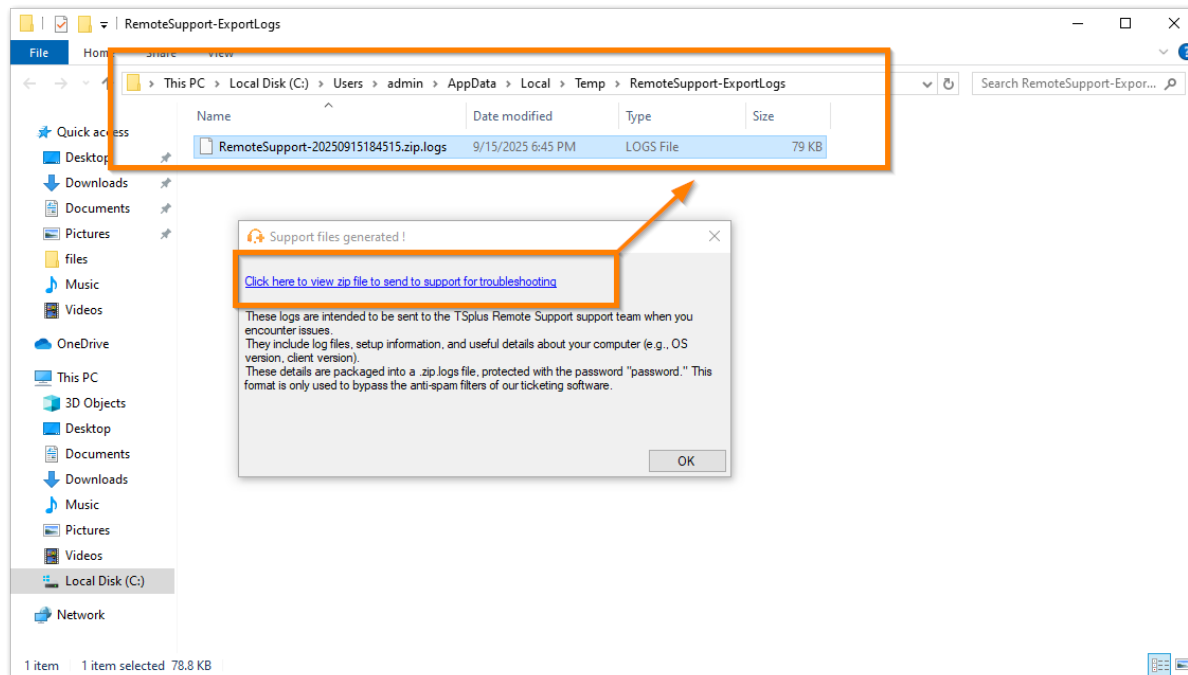 RemoteSupport-ExportLogs
File Home Share View
This PC > Local Disk (C:) > Users > admin > AppData > Local > Temp > RemoteSupport-ExportLogs
Search RemoteSupport-Expor...
Name Date modified Type Size
RemoteSupport-20250915184515.zip.logs 9/15/2025 6:45 PM LOGS File 79 KB
Quick access
Desktop
Downloads
Documents
Pictures
files
Music
Videos
OneDrive
This PC
3D Objects
Desktop
Documents
Downloads
Music
Pictures
Videos
Local Disk (C:)
Network
Support files generated !
Click here to view zip file to send to support for troubleshooting
These logs are intended to be sent to the TSplus Remote Support support team when you
encounter issues.
They include log files, setup information, and useful details about your computer (e.g., OS
version, client version).
These details are packaged into a .zip.logs file, protected with the password "password." This
format is only used to bypass the anti-spam filters of our ticketing software.
OK
1 item 1 item selected 78.8 KB